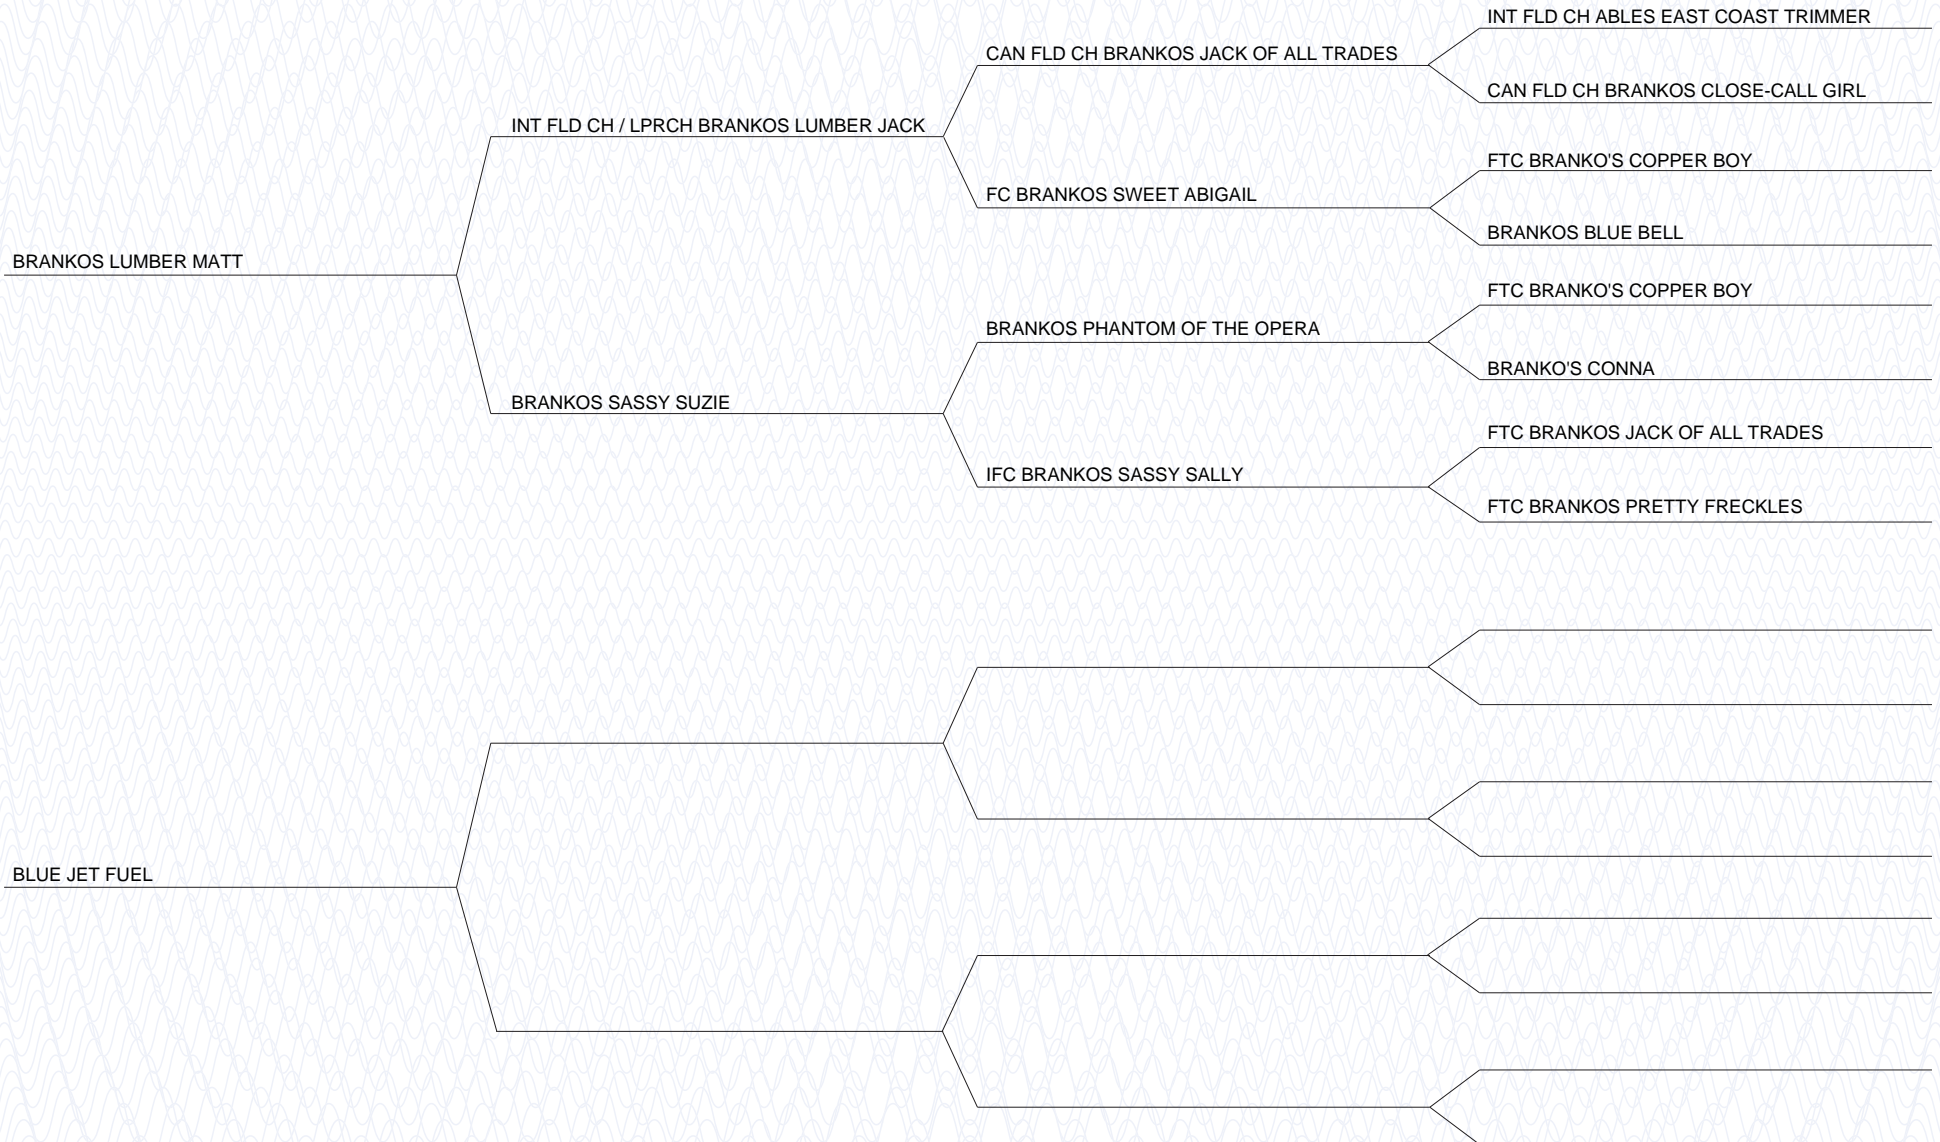 INT FLD CH ABLES EAST COAST TRIMMER
CAN FLD CH BRANKOS JACK OF ALL TRADES
CAN FLD CH BRANKOS CLOSE-CALL GIRL
INT FLD CH / LPRCH BRANKOS LUMBER JACK
FTC BRANKO'S COPPER BOY
FC BRANKOS SWEET ABIGAIL
BRANKOS BLUE BELL
BRANKOS LUMBER MATT
FTC BRANKO'S COPPER BOY
BRANKOS PHANTOM OF THE OPERA
BRANKO'S CONNA
BRANKOS SASSY SUZIE
FTC BRANKOS JACK OF ALL TRADES
IFC BRANKOS SASSY SALLY
FTC BRANKOS PRETTY FRECKLES
BLUE JET FUEL